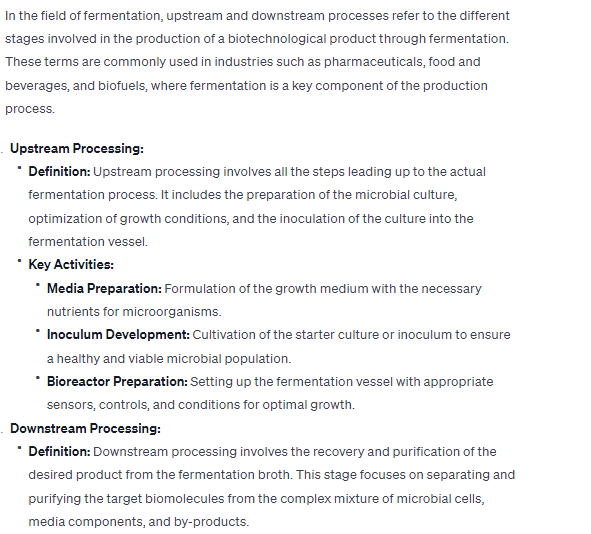 In the field of fermentation, upstream and downstream processes refer to the different
stages involved in the production of a biotechnological product through fermentation.
These terms are commonly used in industries such as pharmaceuticals, food and
beverages, and biofuels, where fermentation is a key component of the production
process.
Upstream Processing:
• Definition: Upstream processing involves all the steps leading up to the actual
fermentation process. It includes the preparation of the microbial culture,
optimization of growth conditions, and the inoculation of the culture into the
fermentation vessel.
• Key Activities:
• Media Preparation: Formulation of the growth medium with the necessary
nutrients for microorganisms.
• Inoculum Development: Cultivation of the starter culture or inoculum to ensure
a healthy and viable microbial population.
• Bioreactor Preparation: Setting up the fermentation vessel with appropriate
sensors, controls, and conditions for optimal growth.
Downstream Processing:
• Definition: Downstream processing involves the recovery and purification of the
desired product from the fermentation broth. This stage focuses on separating and
purifying the target biomolecules from the complex mixture of microbial cells,
media components, and by-products.